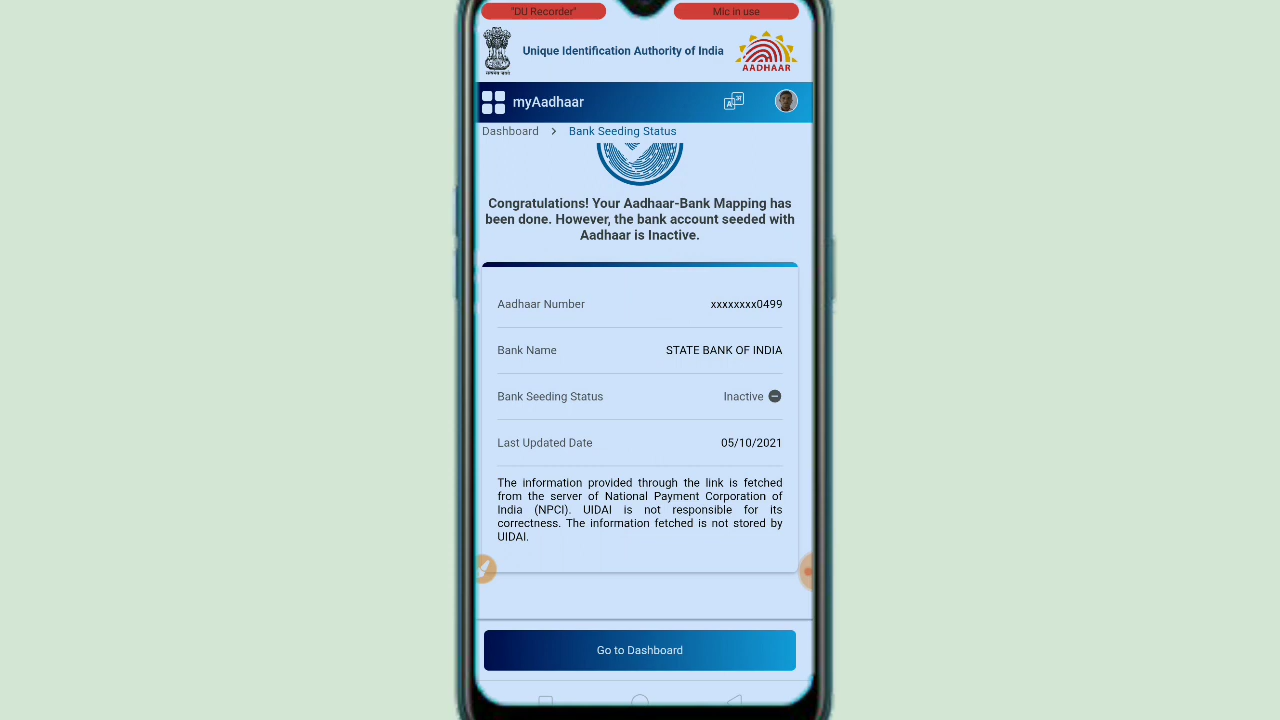 "DU Recorder" Mic in use
सत्यमेव जयते
Unique Identification Authority of India
AADHAAR
myAadhaar
A अ
Dashboard > Bank Seeding Status
Congratulations! Your Aadhaar-Bank Mapping has
been done. However, the bank account seeded with
Aadhaar is Inactive.
Aadhaar Number xxxxxxxx0499
Bank Name STATE BANK OF INDIA
Bank Seeding Status Inactive
Last Updated Date 05/10/2021
The information provided through the link is fetched
from the server of National Payment Corporation of
India (NPCI). UIDAI is not responsible for its
correctness. The information fetched is not stored by
UIDAI.
Go to Dashboard